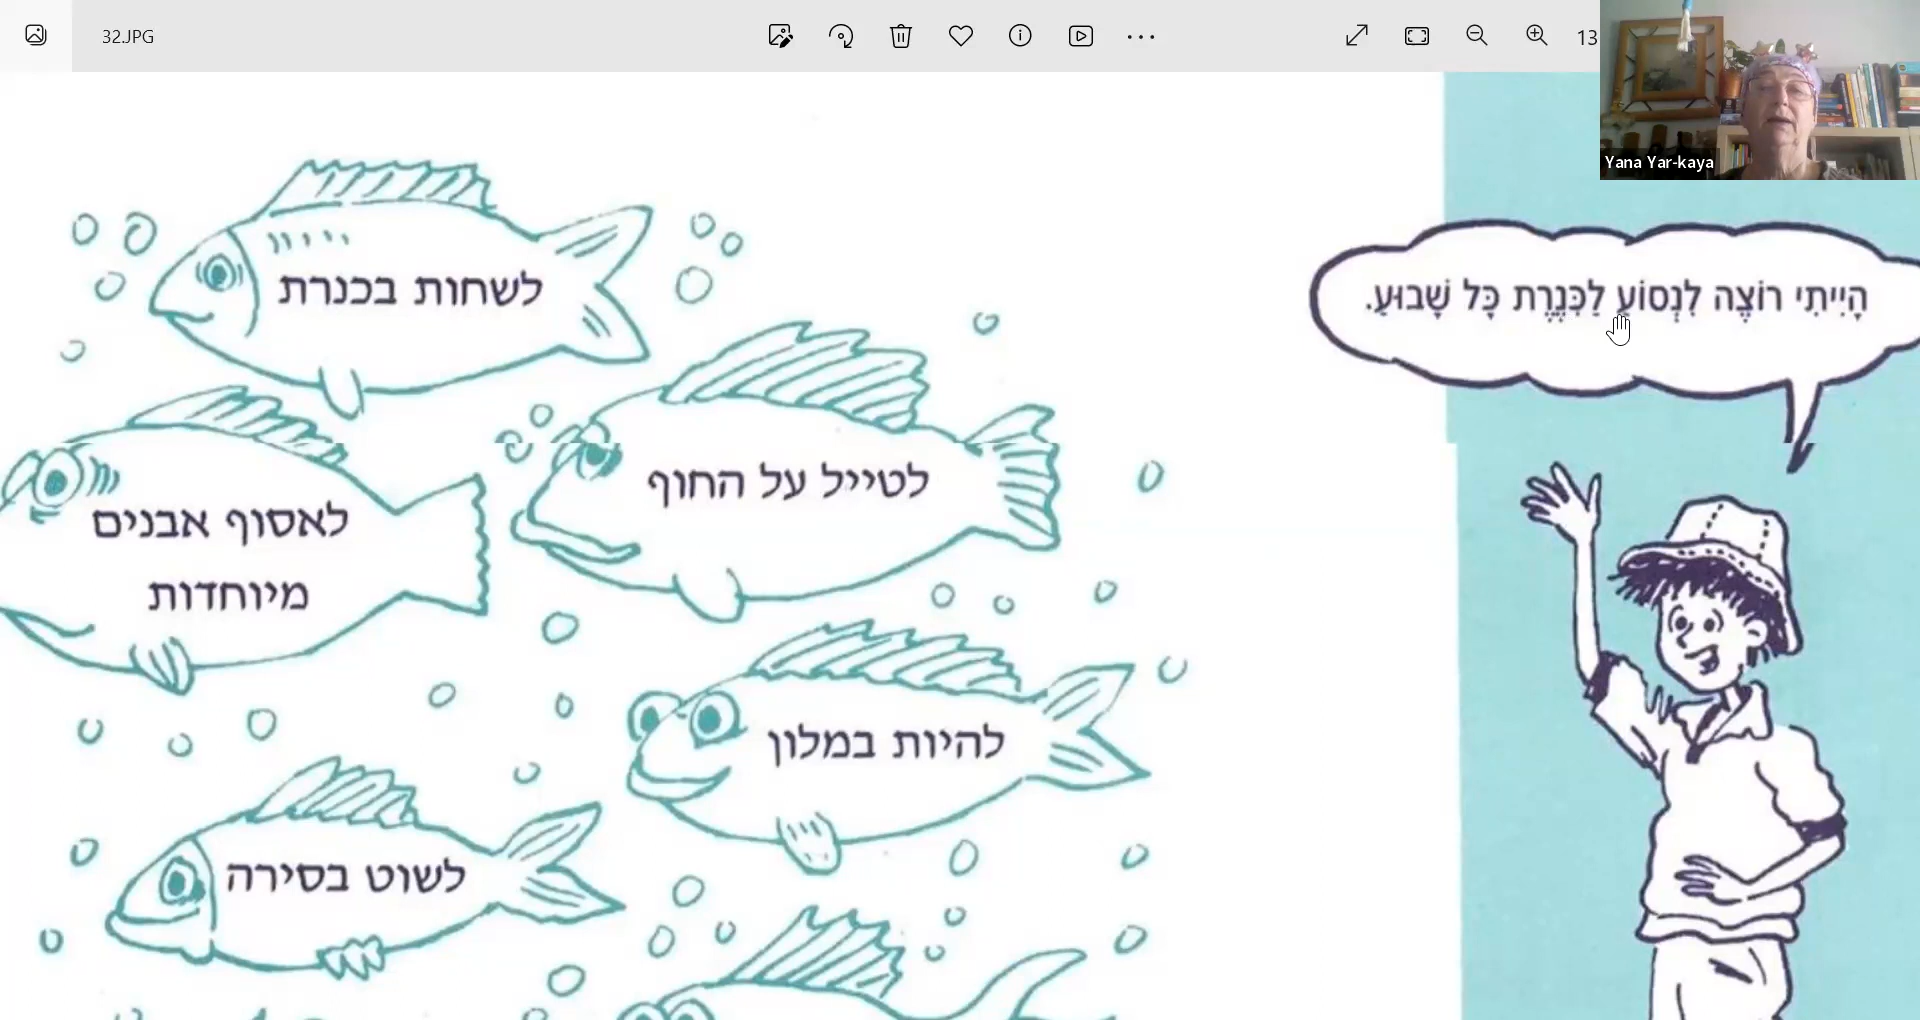 32.JPG
13
Yana Yar-kaya
הָיִיתִי רוֹצֶה לִנְסוֹעַ לַכִּנֶּרֶת כָּל שָׁבוּעַ.
לשחות בכנרת
לטייל על החוף
לאסוף אבנים
מיוחדות
להיות במלון
לשוט בסירה